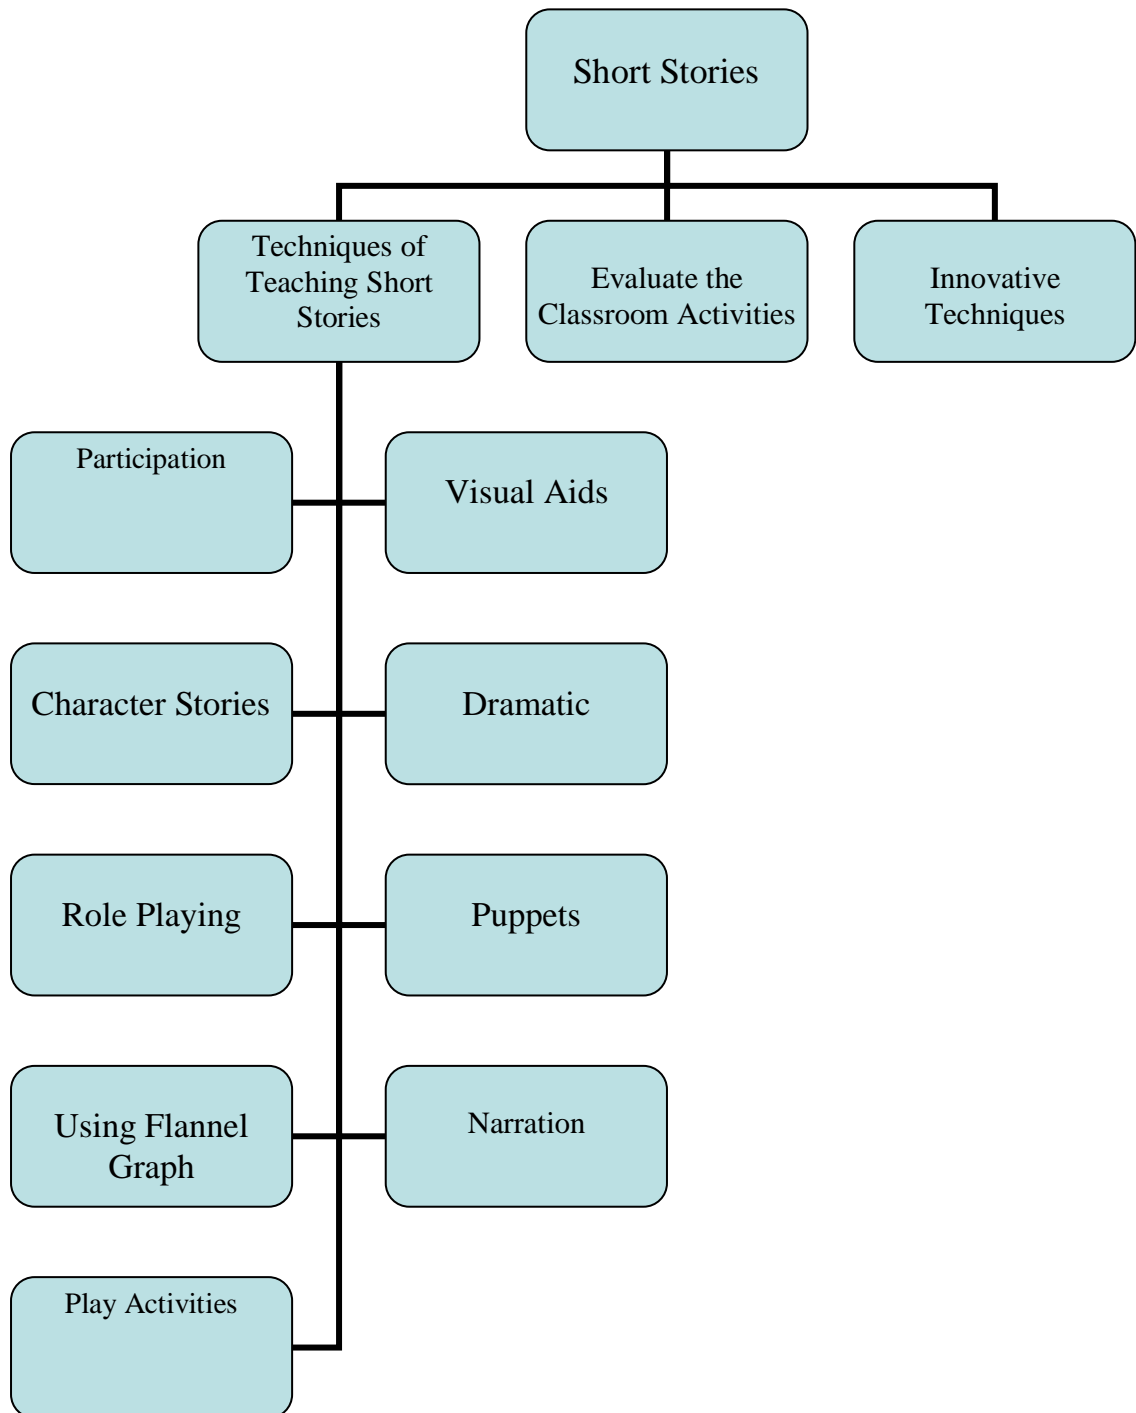 Short Stories
Techniques of
Teaching Short
Stories
Evaluate the
Classroom Activities
Innovative
Techniques
Participation
Visual Aids
Character Stories
Dramatic
Role Playing
Puppets
Using Flannel
Graph
Narration
Play Activities